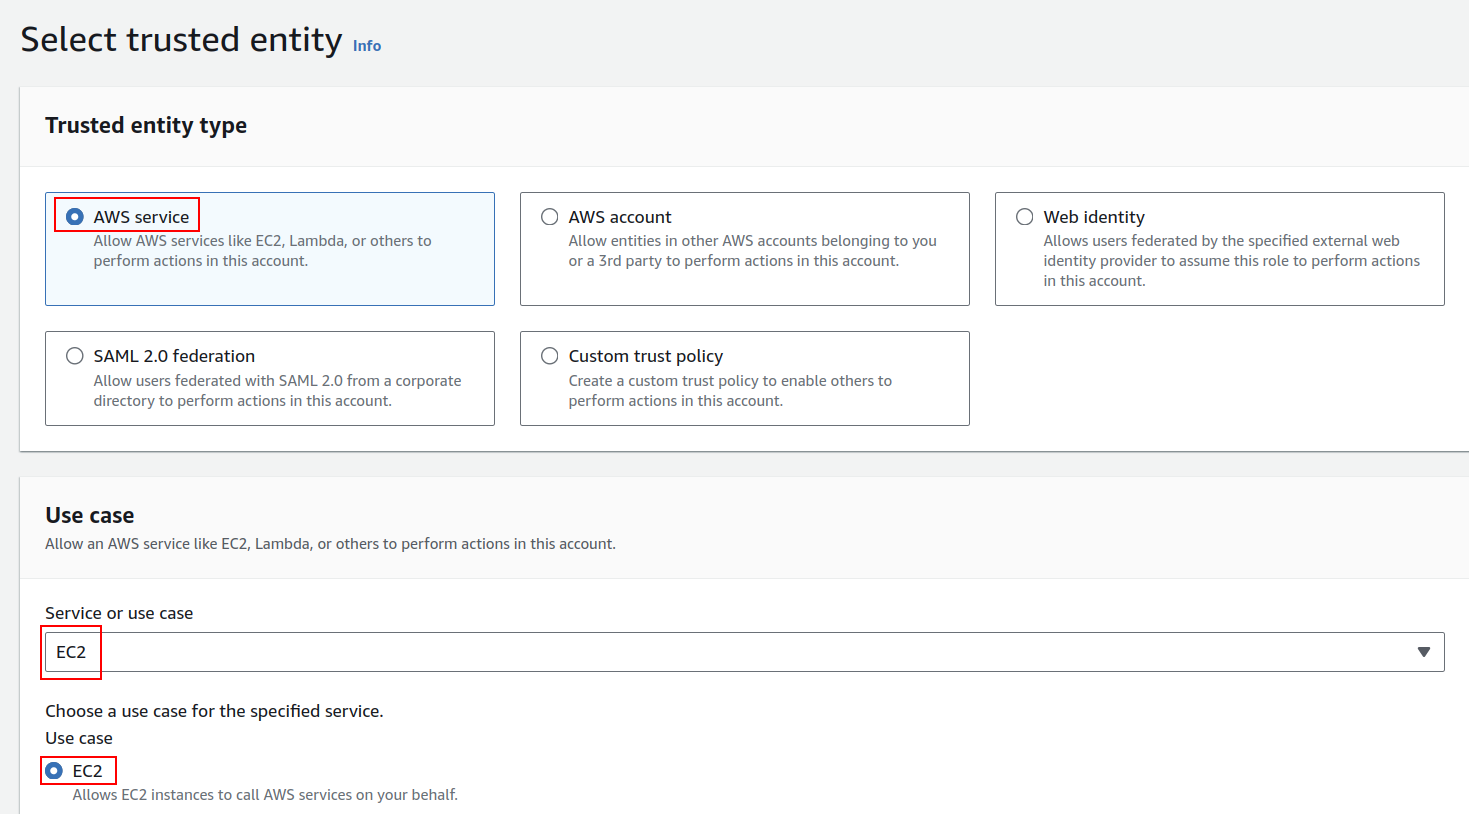 Select trusted entity Info
Trusted entity type
AWS service
Allow AWS services like EC2, Lambda, or others to
perform actions in this account.
AWS account
Allow entities in other AWS accounts belonging to you
or a 3rd party to perform actions in this account.
Web identity
Allows users federated by the specified external web
identity provider to assume this role to perform actions
in this account.
SAML 2.0 federation
Allow users federated with SAML 2.0 from a corporate
directory to perform actions in this account.
Custom trust policy
Create a custom trust policy to enable others to
perform actions in this account.
Use case
Allow an AWS service like EC2, Lambda, or others to perform actions in this account.
Service or use case
EC2
Choose a use case for the specified service.
Use case
EC2
Allows EC2 instances to call AWS services on your behalf.